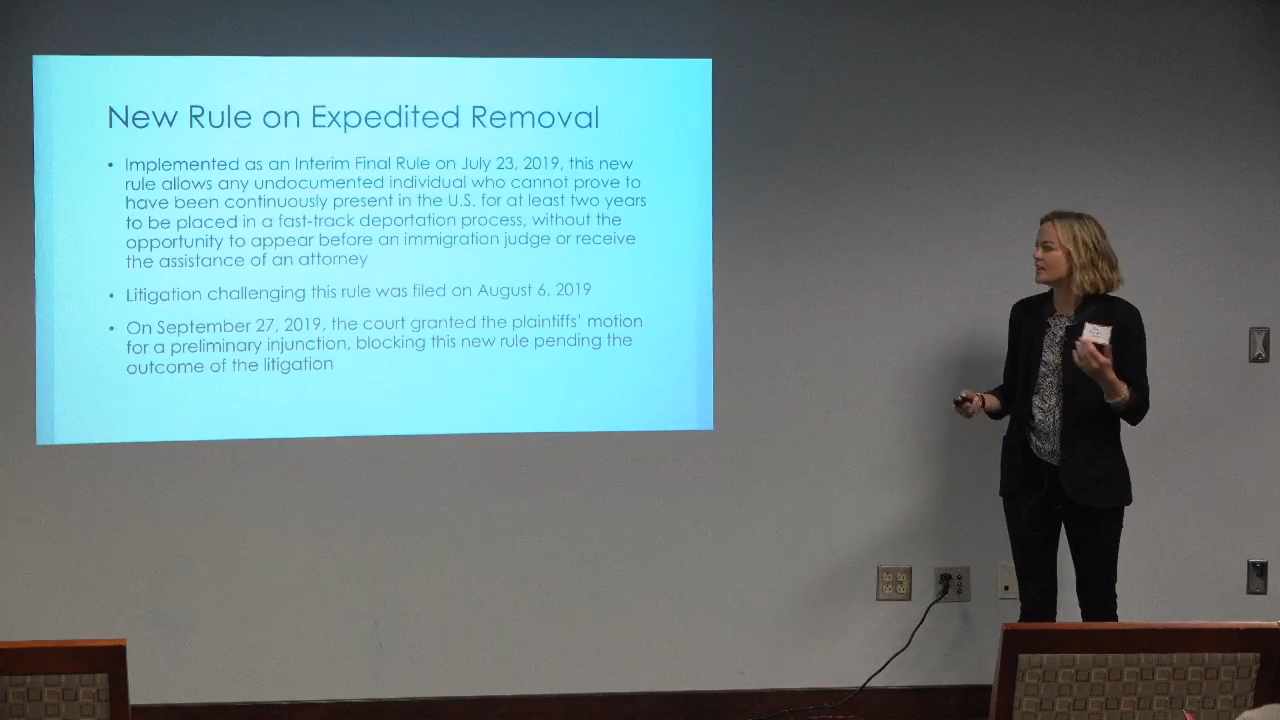 New Rule on Expedited Removal
• Implemented as an Interim Final Rule on July 23, 2019, this new
rule allows any undocumented individual who cannot prove to
have been continuously present in the U.S. for at least two years
to be placed in a fast-track deportation process, without the
opportunity to appear before an immigration judge or receive
the assistance of an attorney
• Litigation challenging this rule was filed on August 6, 2019
• On September 27, 2019, the court granted the plaintiffs' motion
for a preliminary injunction, blocking this new rule pending the
outcome of the litigation